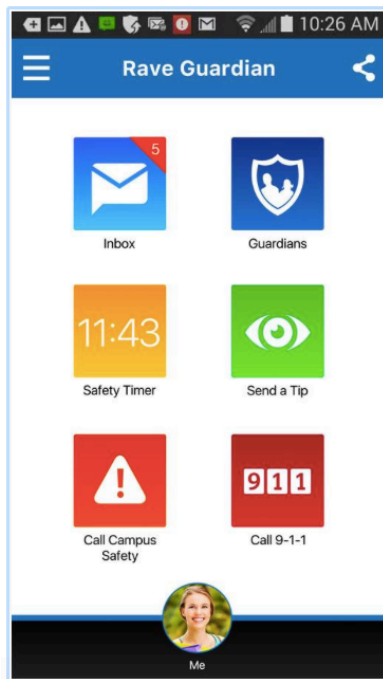 10:26 AM
Rave Guardian
5
Inbox
Guardians
11:43
Safety Timer
Send a Tip
911
Call Campus
Safety
Call 9-1-1
Me